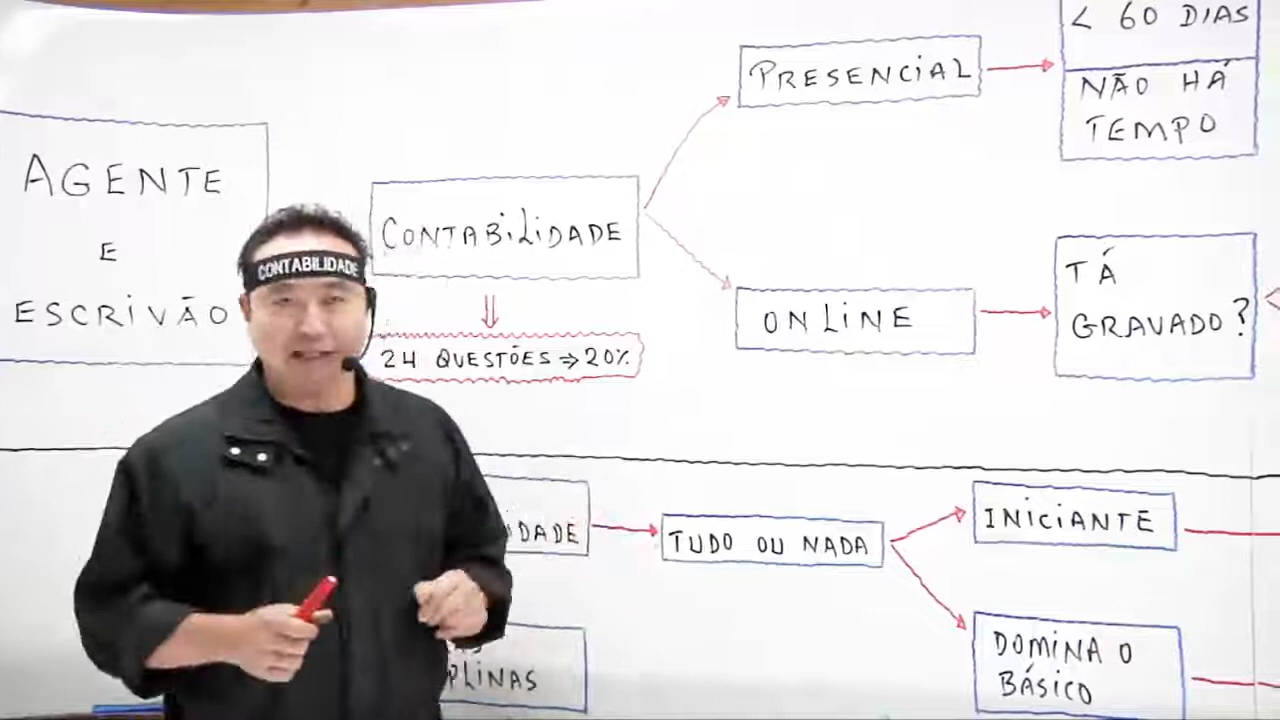 AGENTE
E
ESCRIVÃO
CONTABILIDADE
CONTABILIDADE
24 QUESTÕES ⇒ 20%
PRESENCIAL
< 60 DIAS
NÃO HÁ
TEMPO
ONLINE
TÁ
GRAVADO?
IDADE
TUDO OU NADA
INICIANTE
DOMINA O
BÁSICO
PLINAS